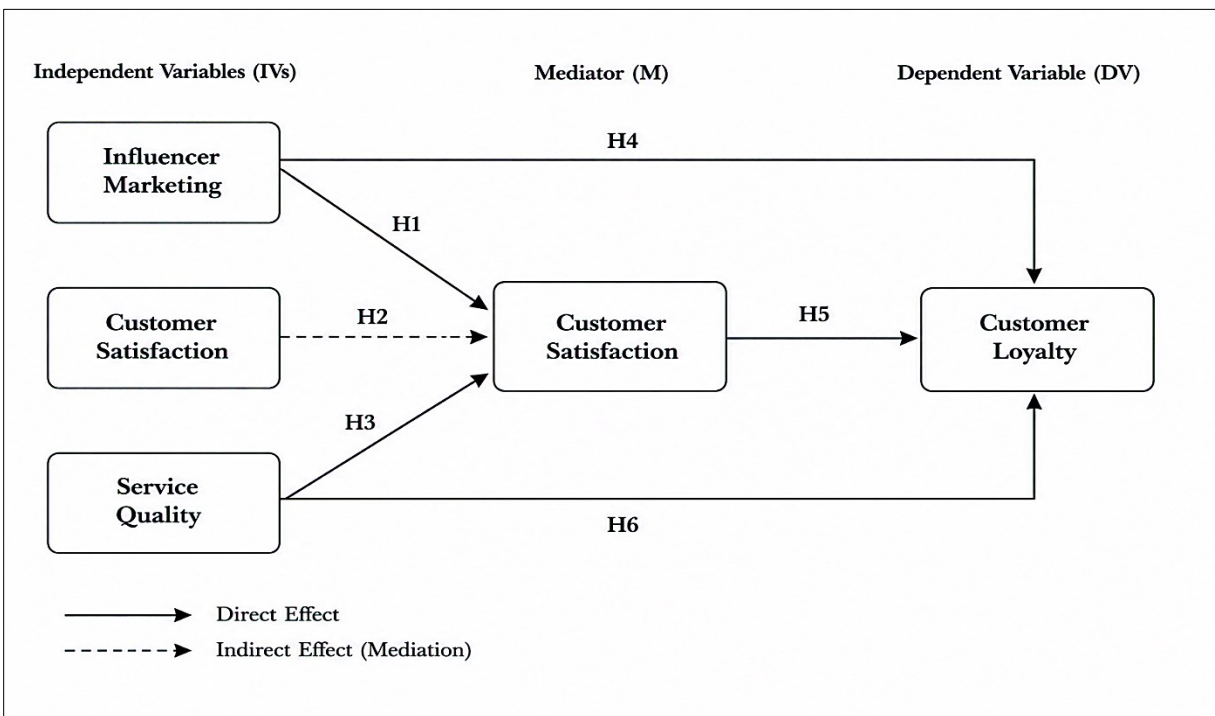 Independent Variables (IVs)
Mediator (M)
Dependent Variable (DV)
Influencer
Marketing
H4
H1
Customer
Satisfaction
H2
Customer
Satisfaction
H5
Customer
Loyalty
H3
Service
Quality
H6
Direct Effect
Indirect Effect (Mediation)